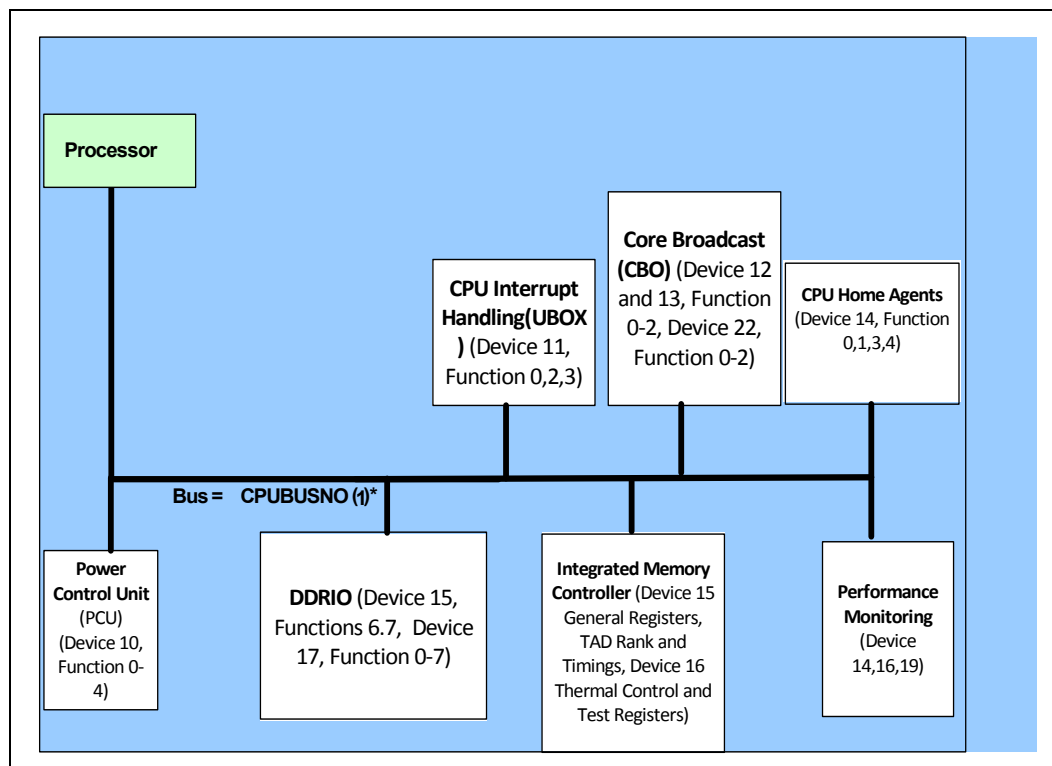 Processor
Core Broadcast
(CBO) (Device 12
and 13, Function
0-2, Device 22,
Function 0-2)
CPU Interrupt
Handling(UBOX
) (Device 11,
Function 0,2,3)
CPU Home Agents
(Device 14, Function
0,1,3,4)
Bus = CPUBUSNO (1)*
Power
Control Unit
(PCU)
(Device 10,
Function 0-
4)
DDRIO (Device 15,
Functions 6.7, Device
17, Function 0-7)
Integrated Memory
Controller (Device 15
General Registers,
TAD Rank and
Timings, Device 16
Thermal Control and
Test Registers)
Performance
Monitoring
(Device
14,16,19)